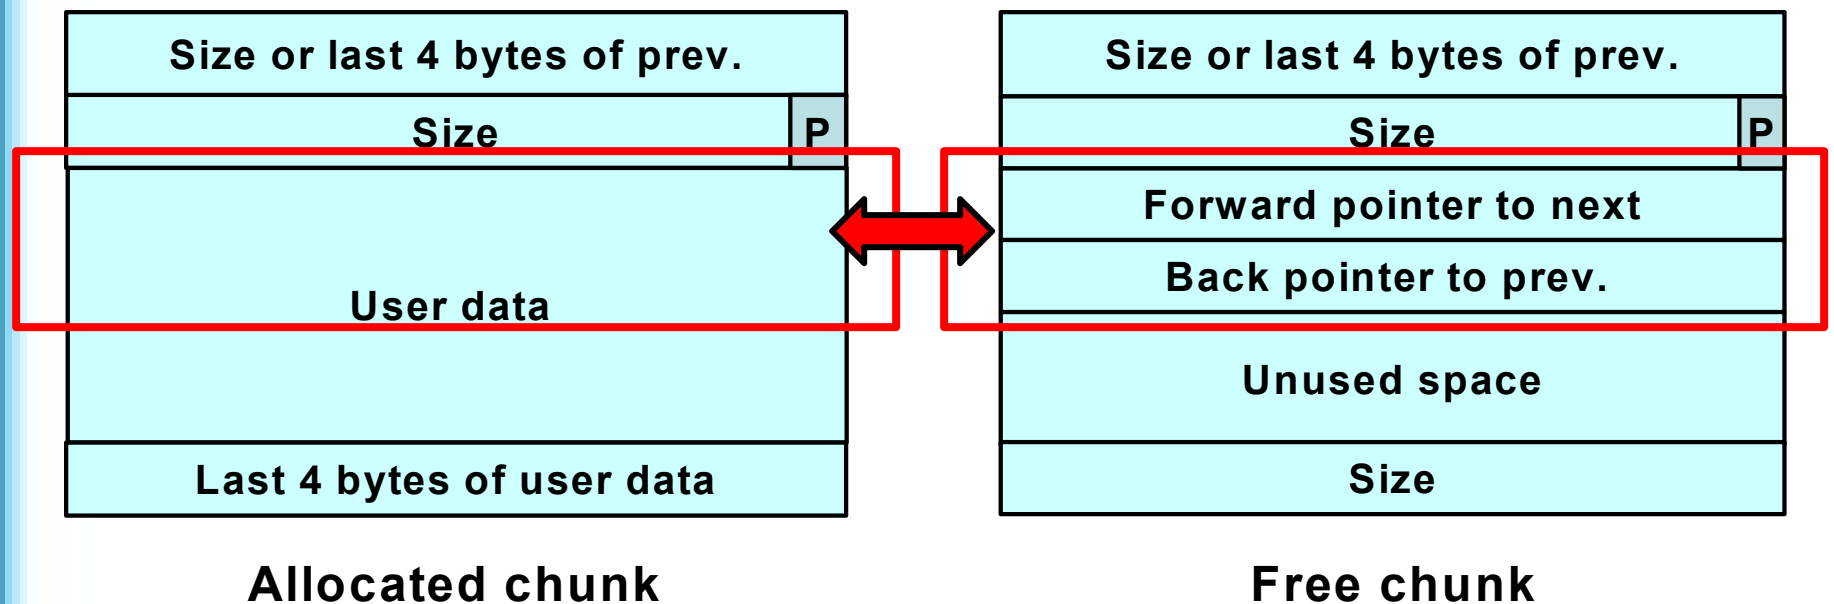 Size or last 4 bytes of prev.
Size
P
User data
Last 4 bytes of user data
Allocated chunk
Size or last 4 bytes of prev.
Size
P
Forward pointer to next
Back pointer to prev.
Unused space
Size
Free chunk